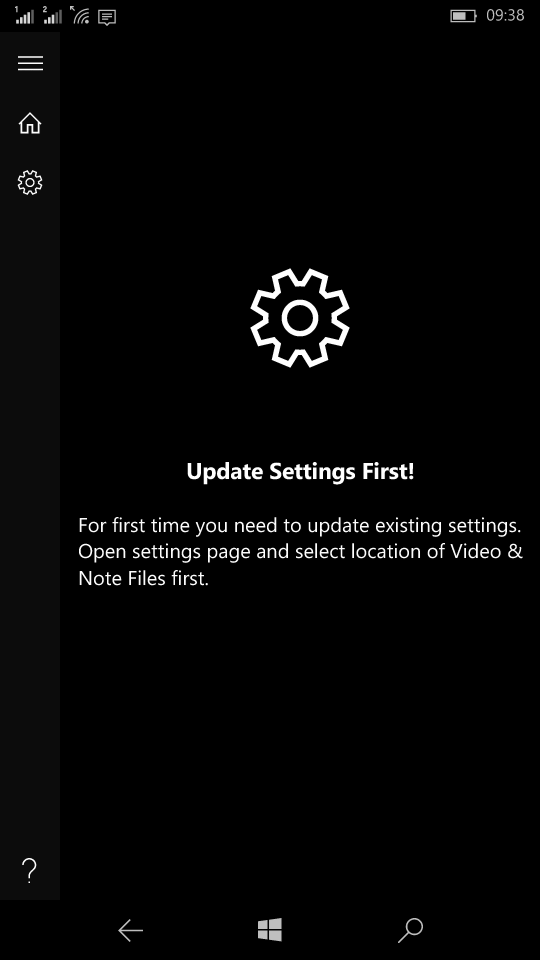 1 2 09:38
Update Settings First!
For first time you need to update existing settings.
Open settings page and select location of Video &
Note Files first.
?